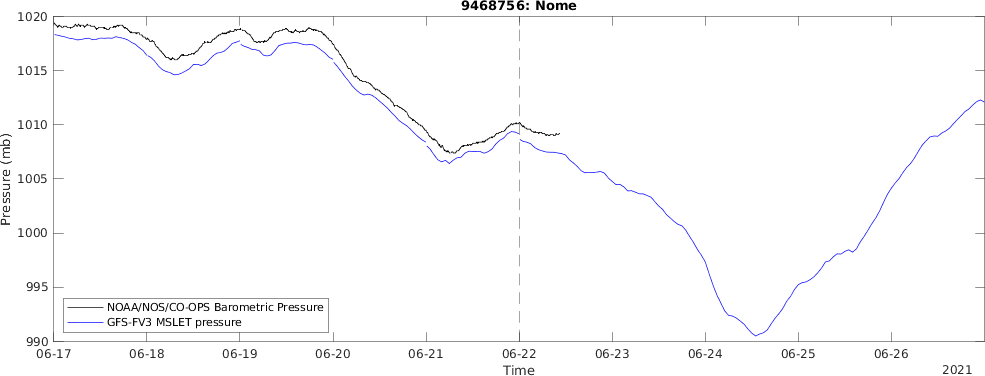 9468756: Nome
Pressure (mb)
1020
1015
1010
1005
1000
995
990
NOAA/NOS/CO-OPS Barometric Pressure
GFS-FV3 MSLET pressure
06-17 06-18 06-19 06-20 06-21 06-22 06-23 06-24 06-25 06-26
Time
2021